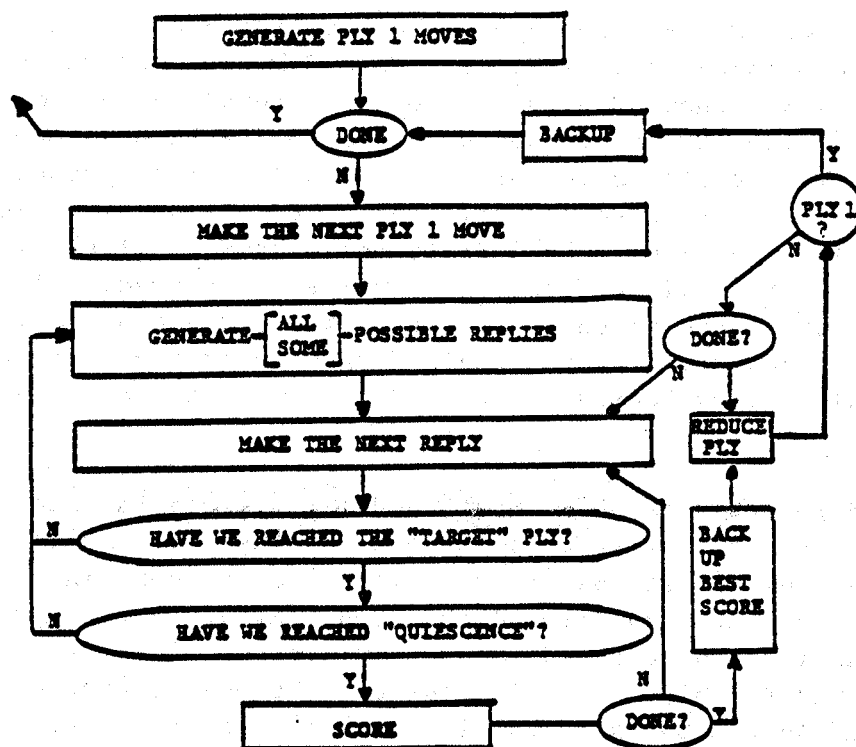 GENERATE PLY 1 MOVES
Y
DONE
BACKUP
Y
N
PLY 1
?
MAKE THE NEXT PLY 1 MOVE
N
GENERATE ALL POSSIBLE REPLIES
SOME
DONE?
N
MAKE THE NEXT REPLY
REDUCE
PLY
N
HAVE WE REACHED THE "TARGET" PLY?
BACK
UP
BEST
SCORE
Y
N
HAVE WE REACHED "QUIESCENCE"?
Y
N
SCORE
DONE?
Y